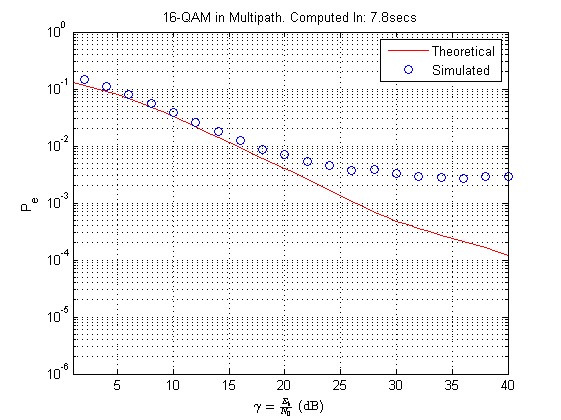 16-QAM in Multipath. Computed In: 7.8secs
10^0
Theoretical
Simulated
10^-1
10^-2
10^-3
10^-4
10^-5
10^-6
P_e
5 10 15 20 25 30 35 40
γ = E_b/N_0 (dB)